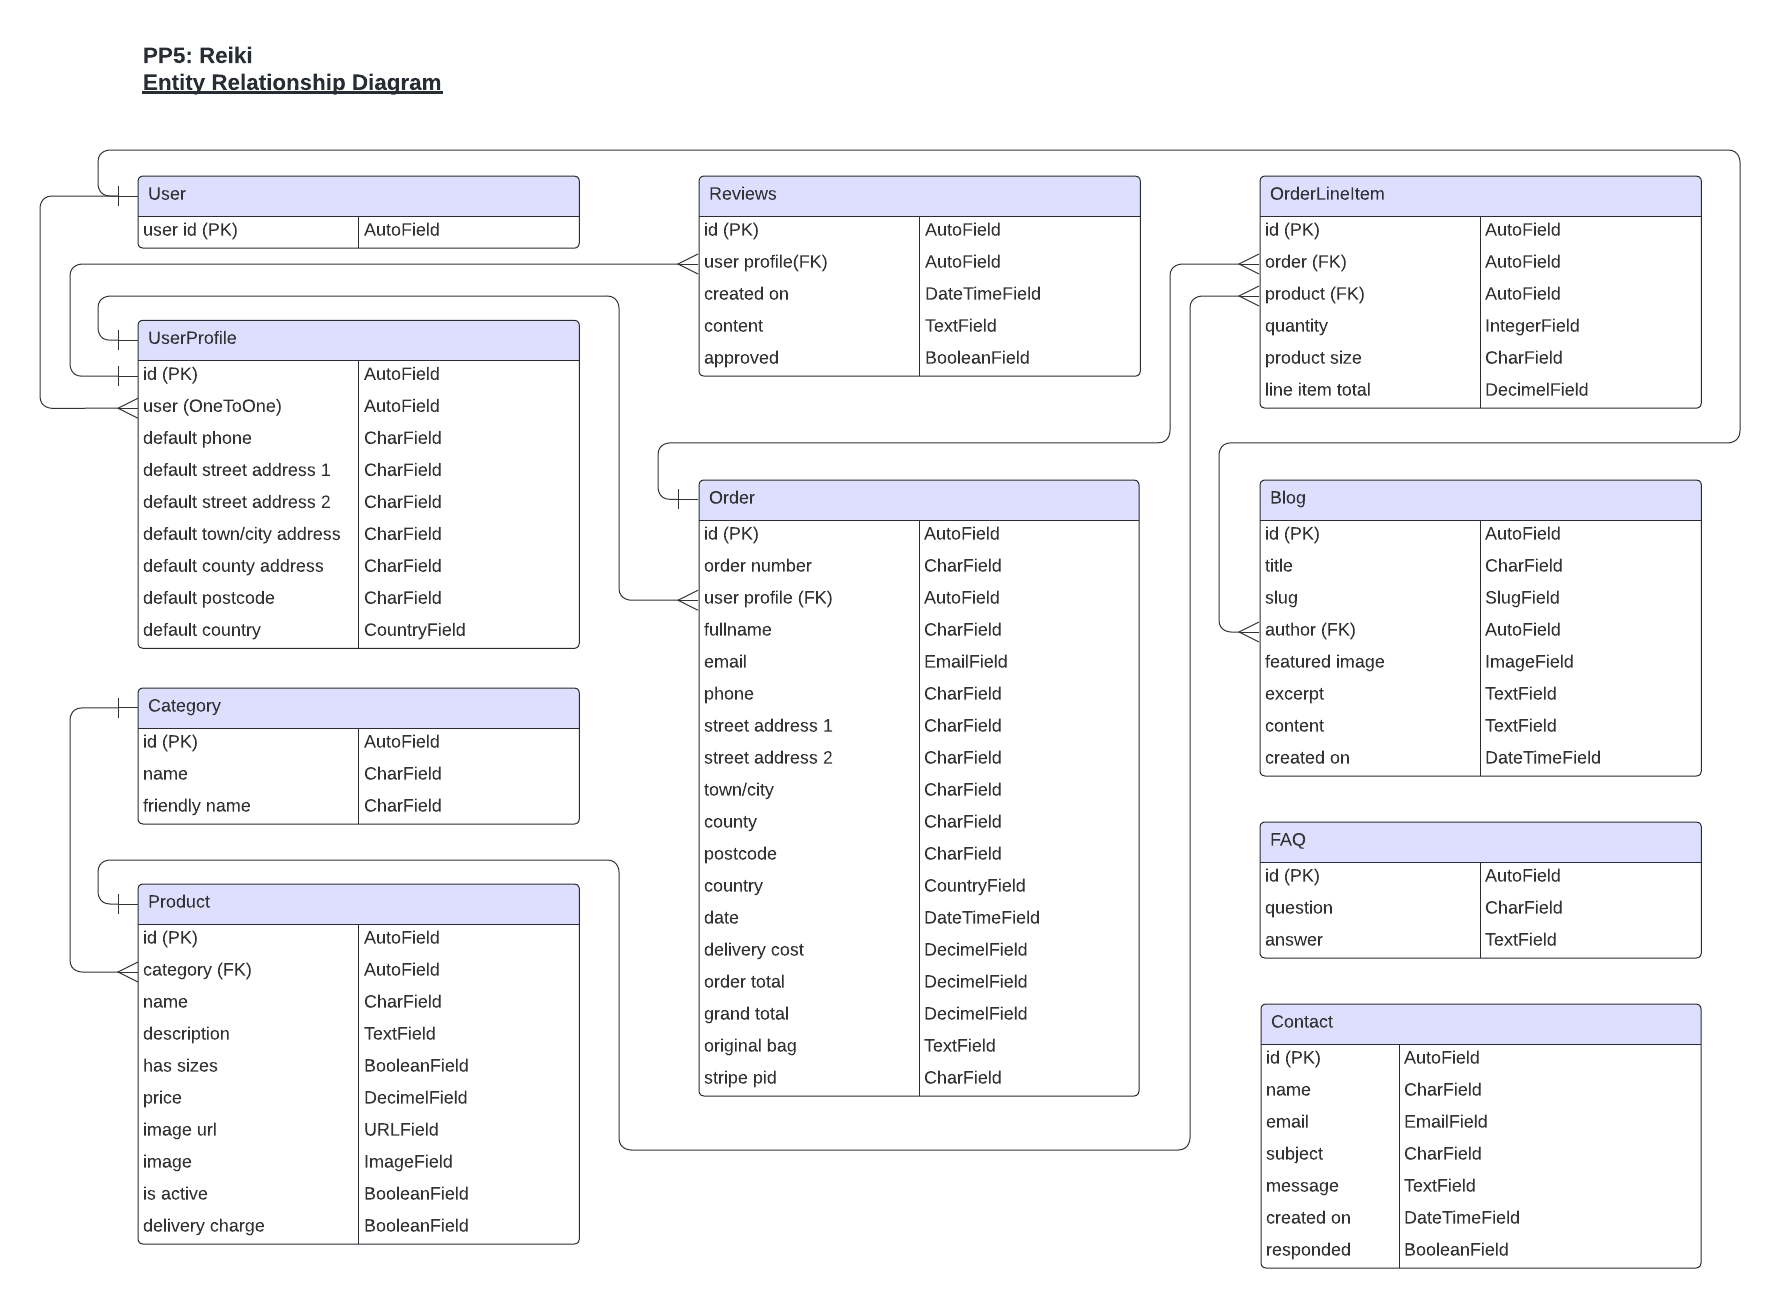 PP5: Reiki
Entity Relationship Diagram
User
user id (PK) AutoField
UserProfile
id (PK) AutoField
user (OneToOne) AutoField
default phone CharField
default street address 1 CharField
default street address 2 CharField
default town/city address CharField
default county address CharField
default postcode CharField
default country CountryField
Category
id (PK) AutoField
name CharField
friendly name CharField
Product
id (PK) AutoField
category (FK) AutoField
name CharField
description TextField
has sizes BooleanField
price DecimelField
image url URLField
image ImageField
is active BooleanField
delivery charge BooleanField
Reviews
id (PK) AutoField
user profile(FK) AutoField
created on DateTimeField
content TextField
approved BooleanField
Order
id (PK) AutoField
order number CharField
user profile (FK) AutoField
fullname CharField
email EmailField
phone CharField
street address 1 CharField
street address 2 CharField
town/city CharField
county CharField
postcode CharField
country CountryField
date DateTimeField
delivery cost DecimelField
order total DecimelField
grand total DecimelField
original bag TextField
stripe pid CharField
OrderLineItem
id (PK) AutoField
order (FK) AutoField
product (FK) AutoField
quantity IntegerField
product size CharField
line item total DecimelField
Blog
id (PK) AutoField
title CharField
slug SlugField
author (FK) AutoField
featured image ImageField
excerpt TextField
content TextField
created on DateTimeField
FAQ
id (PK) AutoField
question CharField
answer TextField
Contact
id (PK) AutoField
name CharField
email EmailField
subject CharField
message TextField
created on DateTimeField
responded BooleanField